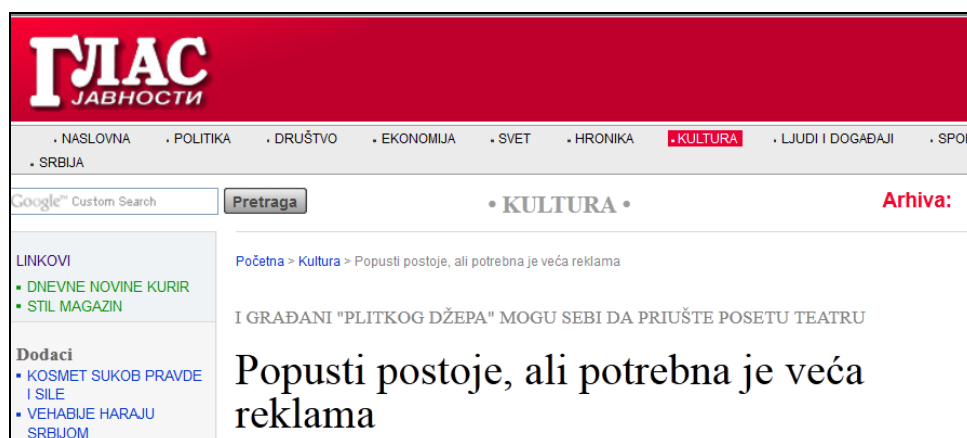 ГЛАС
ЈАВНОСТИ
• NASLOVNA • POLITIKA • DRUŠTVO • EKONOMIJA • SVET • HRONIKA • KULTURA • LJUDI I DOGAĐAJI • SPO
• SRBIJA
Google™ Custom Search Pretraga • KULTURA • Arhiva:
LINKOVI
▪ DNEVNE NOVINE KURIR
▪ STIL MAGAZIN
Dodaci
▪ KOSMET SUKOB PRAVDE
I SILE
▪ VEHABIJE HARAJU
SRBIJOM
Početna > Kultura > Popusti postoje, ali potrebna je veća reklama
I GRAĐANI "PLITKOG DŽEPA" MOGU SEBI DA PRIUŠTE POSETU TEATRU
Popusti postoje, ali potrebna je veća
reklama